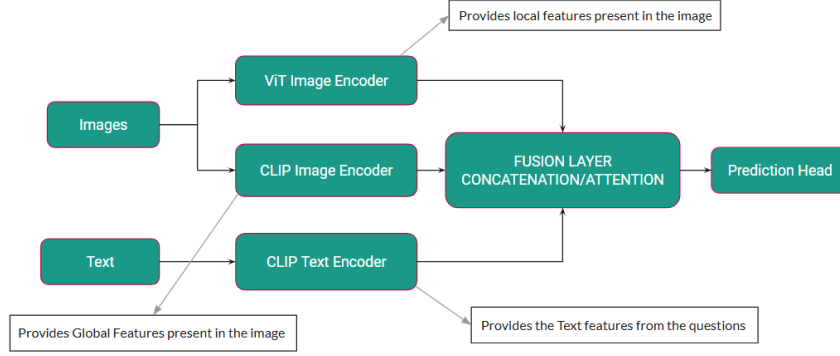 Provides local features present in the image
ViT Image Encoder
Images
CLIP Image Encoder
FUSION LAYER
CONCATENATION/ATTENTION
Prediction Head
Text
CLIP Text Encoder
Provides Global Features present in the image
Provides the Text features from the questions